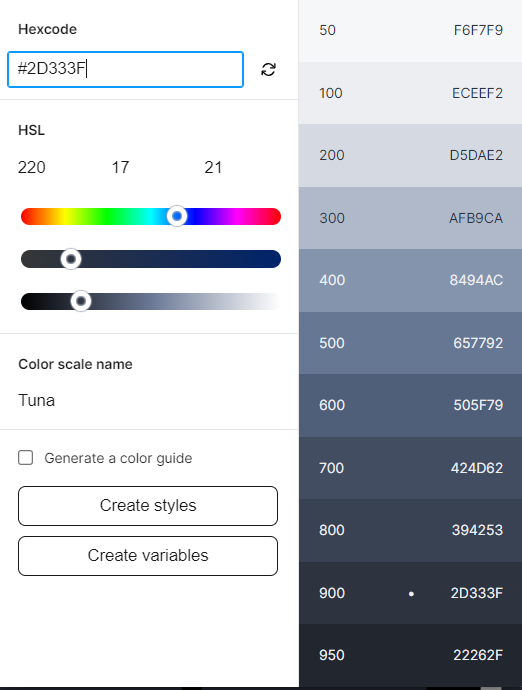 Hexcode
#2D333F
HSL
220 17 21
Color scale name
Tuna
Generate a color guide
Create styles
Create variables
50 F6F7F9
100 ECEEF2
200 D5DAE2
300 AFB9CA
400 8494AC
500 657792
600 505F79
700 424D62
800 394253
900 2D333F
950 22262F